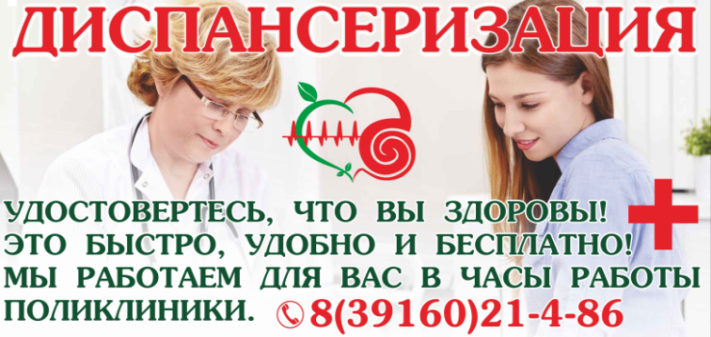 ДИСПАНСЕРИЗАЦИЯ
УДОСТОВЕРТЕСЬ, ЧТО ВЫ ЗДОРОВЫ!
ЭТО БЫСТРО, УДОБНО И БЕСПЛАТНО!
МЫ РАБОТАЕМ ДЛЯ ВАС В ЧАСЫ РАБОТЫ
ПОЛИКЛИНИКИ. 8(39160)21-4-86